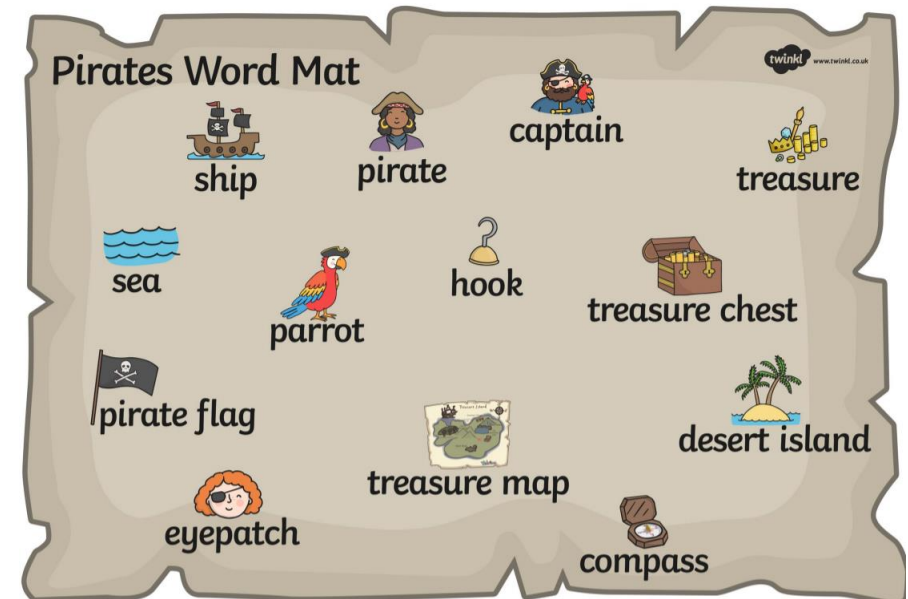 Pirates Word Mat
twinkl www.twinkl.co.uk
captain
ship
pirate
treasure
sea
hook
parrot
treasure chest
pirate flag
desert island
treasure map
eyepatch
compass